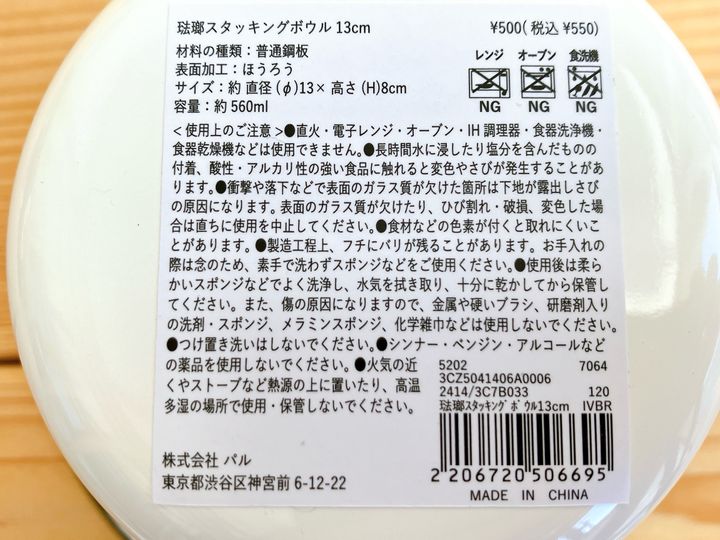 琺瑯スタッキングボウル 13cm ¥500(税込 ¥550)
材料の種類：普通鋼板
表面加工：ほうろう
サイズ：約 直径 (φ)13× 高さ (H)8cm
容量：約 560ml
レンジ オーブン 食洗機
NG NG NG
<使用上のご注意>●直火・電子レンジ・オーブン・IH 調理器・食器洗浄機・
食器乾燥機などは使用できません。●長時間水に浸したり塩分を含んだものの
付着、酸性・アルカリ性の強い食品に触れると変色やさびが発生することがあ
ります。●衝撃や落下などで表面のガラス質が欠けた箇所は下地が露出しさび
の原因になります。表面のガラス質が欠けたり、ひび割れ・破損、変色した場
合は直ちに使用を中止してください。●食材などの色素が付くと取れにくいこ
とがあります。●製造工程上、フチにバリが残ることがあります。お手入れの
際は念のため、素手で洗わずスポンジなどをご使用ください。●使用後は柔ら
かいスポンジなどでよく洗浄し、水気を拭き取り、十分に乾かしてから保管し
てください。また、傷の原因になりますので、金属や硬いブラシ、研磨剤入り
の洗剤・スポンジ、メラミンスポンジ、化学雑巾などは使用しないでください。
●つけ置き洗いはしないでください。●シンナー・ベンジン・アルコールなど
の薬品を使用しないでください。●火気の近
くやストーブなど熱源の上に置いたり、高温
多湿の場所で使用・保管しないでください。
5202 7064
3CZ5041406A0006
2414/3C7B033 120
琺瑯スタッキングボウル13cm IVBR
2 206720 506695
MADE IN CHINA
株式会社 パル
東京都渋谷区神宮前 6-12-22